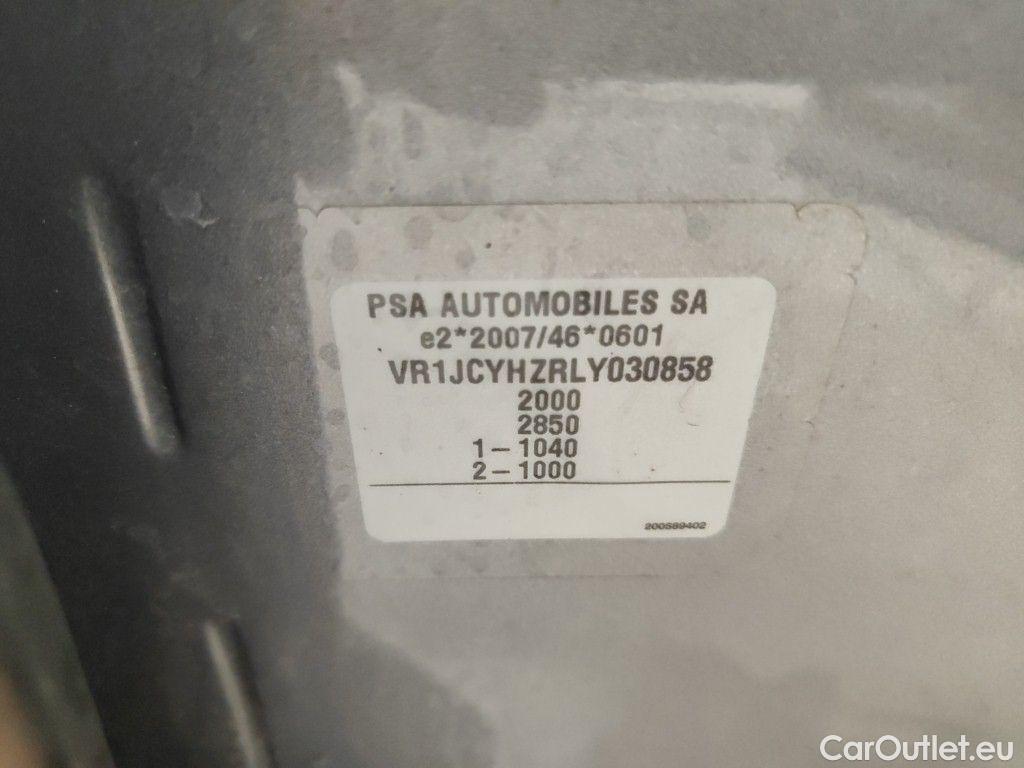 PSA AUTOMOBILES SA
e2*2007/46*0601
VR1JCYHZRLY030858
2000
2850
1 – 1040
2 – 1000
200589402
CarOutlet.eu